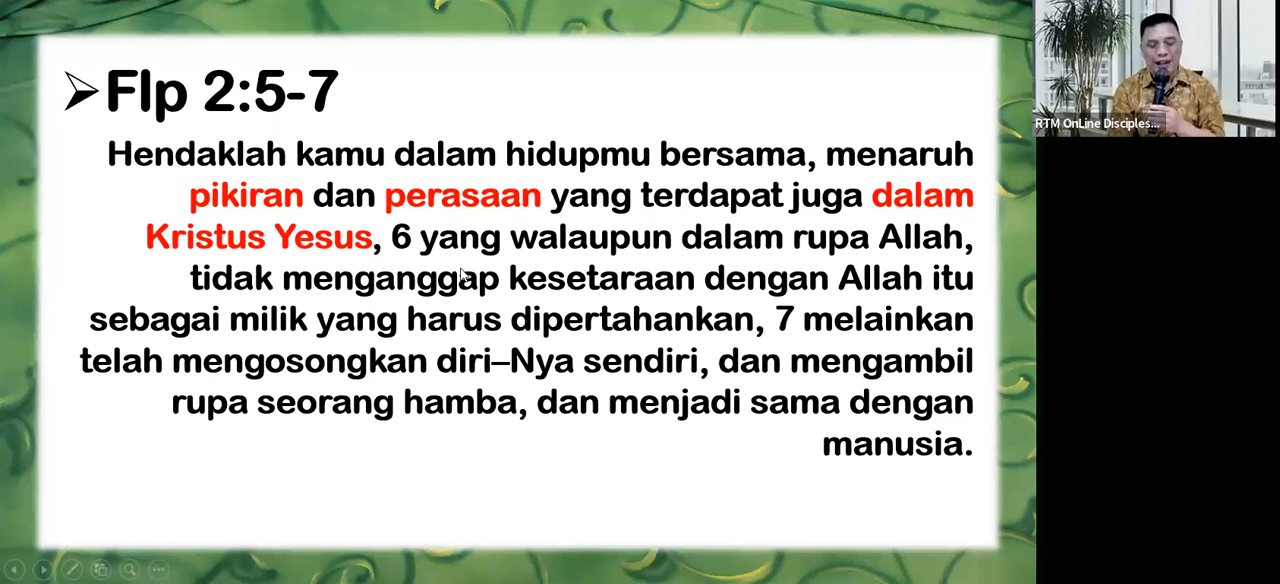 ➢Flp 2:5-7
Hendaklah kamu dalam hidupmu bersama, menaruh
pikiran dan perasaan yang terdapat juga dalam
Kristus Yesus, 6 yang walaupun dalam rupa Allah,
tidak menganggap kesetaraan dengan Allah itu
sebagai milik yang harus dipertahankan, 7 melainkan
telah mengosongkan diri–Nya sendiri, dan mengambil
rupa seorang hamba, dan menjadi sama dengan
manusia.
RTM OnLine Disciples...